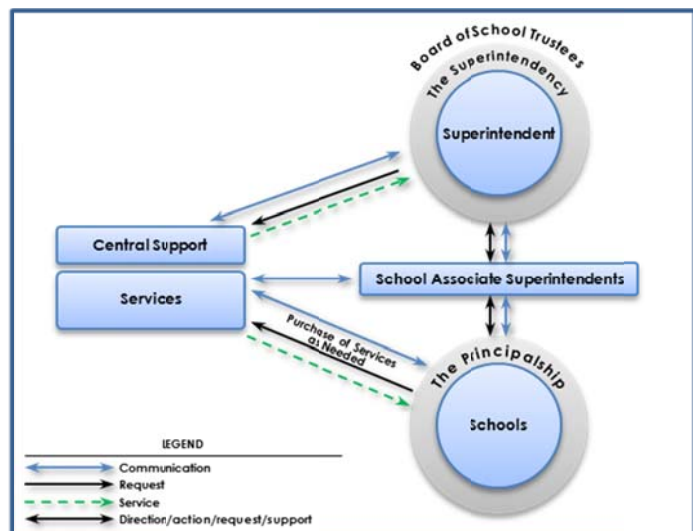 Board of School Trustees
The Superintendency
Superintendent
Central Support
Services
School Associate Superintendents
Purchase of Services
as Needed
The Principalship
Schools
LEGEND
Communication
Request
Service
Direction/action/request/support